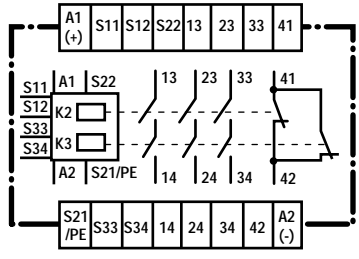 A1 (+) S11 S12 S22 13 23 33 41
A1 S22 13 23 33 41
S11
S12 K2
S33
S34 K3
A2 S21/PE 14 24 34 42
S21 /PE S33 S34 14 24 34 42 A2 (-)